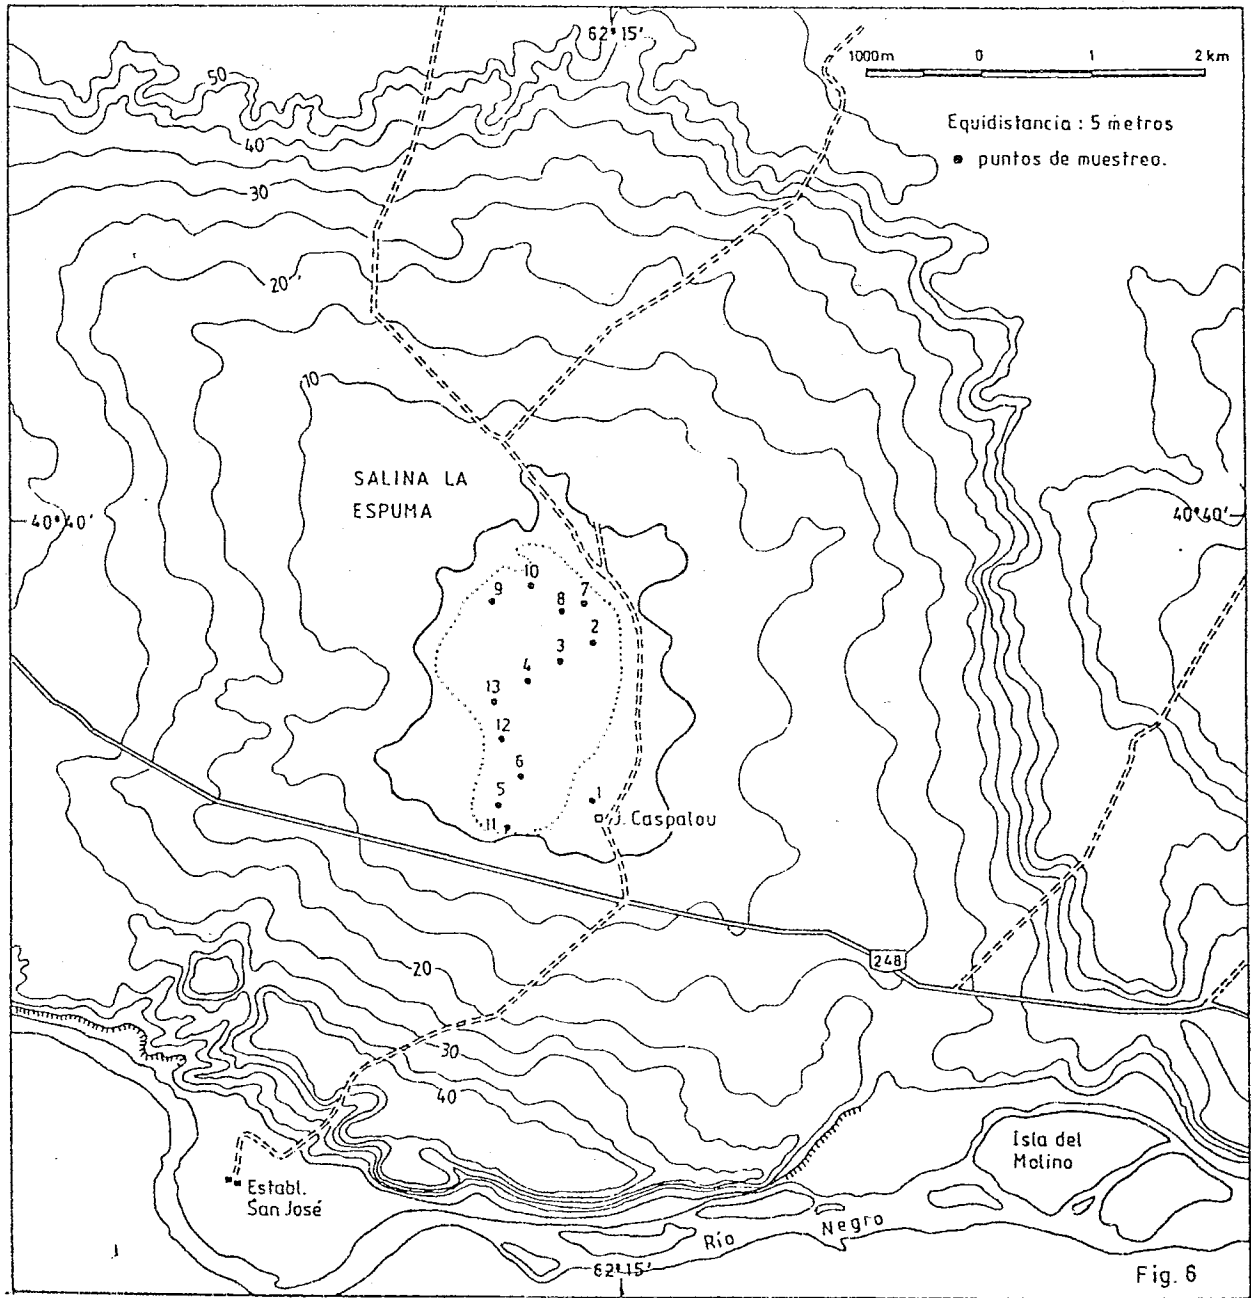 62°15'
1000m 0 1 2 km
50
Equidistancia : 5 metros
40
puntos de muestreo.
30
20
10
SALINA LA
ESPUMA
40°40'
40°40'
10
9
8
7
2
3
4
13
12
6
5
1
11
J. Caspalou
248
20
30
40
Isla del
Molino
Establ.
San José
Río Negro
62°15'
Fig. 6